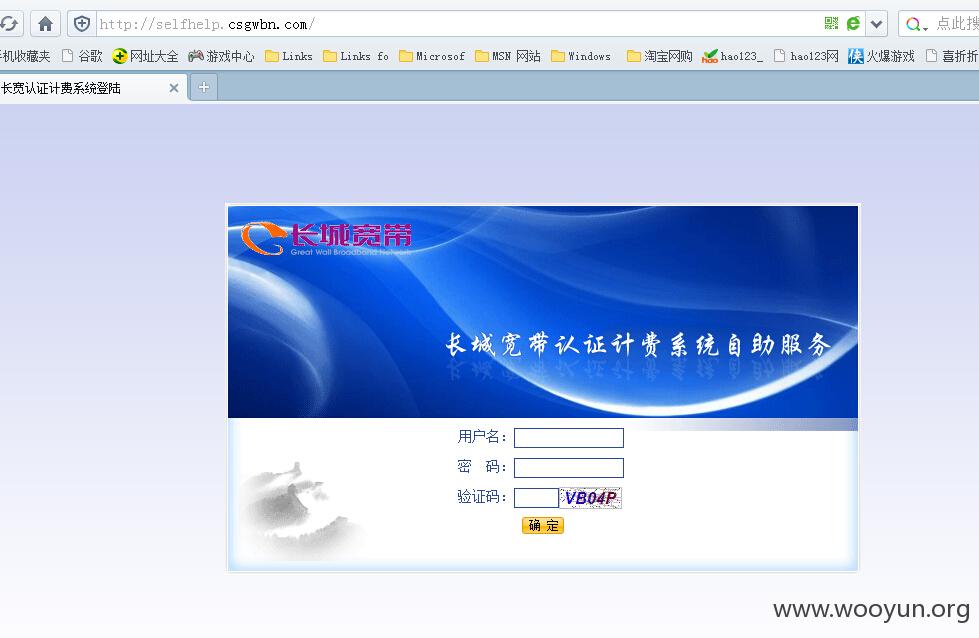 http://selfhelp.csgwbn.com/
点此搜
手机收藏夹 谷歌 网址大全 游戏中心 Links Links fo Microsof MSN 网站 Windows 淘宝网购 hao123_ hao123网 火爆游戏 喜折折
长宽认证计费系统登陆
长城宽带
Great Wall Broadband Network
长城宽带认证计费系统自助服务
用户名：
密 码：
验证码： VB04P
确 定
www.wooyun.org